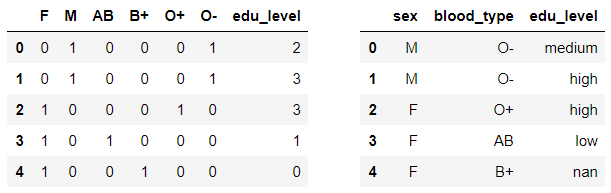 F M AB B+ O+ O- edu_level
0 0 1 0 0 0 1 2
1 0 1 0 0 0 1 3
2 1 0 0 0 1 0 3
3 1 0 1 0 0 0 1
4 1 0 0 1 0 0 0
sex blood_type edu_level
0 M O- medium
1 M O- high
2 F O+ high
3 F AB low
4 F B+ nan